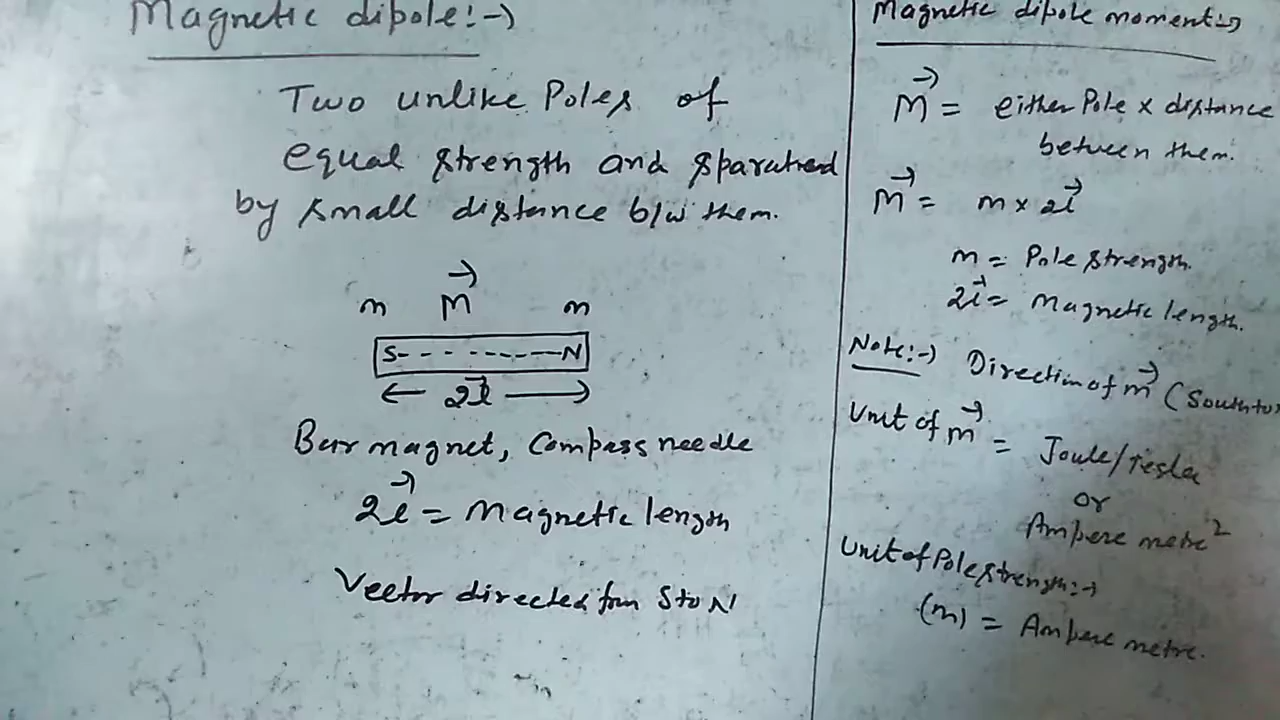 Magnetic dipole:→
Two unlike Poles of
equal strength and sparatred
by small distance b/w them.
m M⃗ m
S- - - - - - - - —N
← 2l⃗ →
Bar magnet, Compass needle
2l⃗ = Magnetic length
Vector directed from S to N
Magnetic dipole moment:→
M⃗ = either Pole x distance
between them.
M⃗ = m x 2l⃗
m = Pole strength.
2l⃗ = Magnetic length.
Note:→ Direction of M⃗ (South to
Unit of M⃗ = Joule/Tesla
or
Ampere metre²
Unit of Pole strength:→
(m) = Ampere metre.